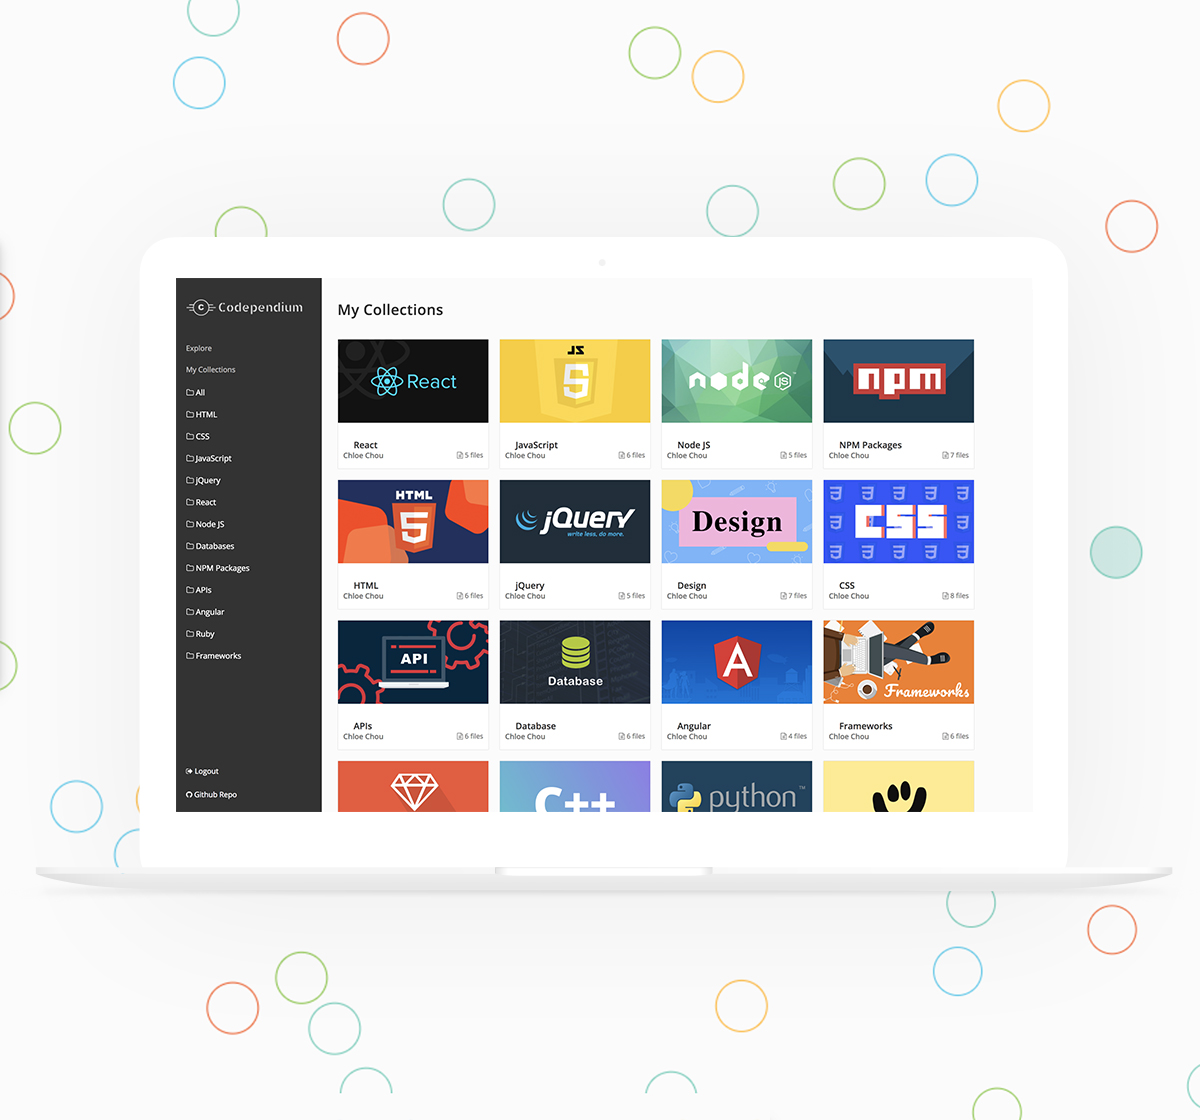 Codependium
Explore
My Collections
All
HTML
CSS
JavaScript
jQuery
React
Node JS
Databases
NPM Packages
APIs
Angular
Ruby
Frameworks
Logout
Github Repo
My Collections
React
React
Chloe Chou
5 files
JS
5
JavaScript
Chloe Chou
6 files
node
JS
Node JS
Chloe Chou
5 files
npm
NPM Packages
Chloe Chou
7 files
HTML
5
HTML
Chloe Chou
6 files
jQuery
write less. do more.
jQuery
Chloe Chou
5 files
Design
Design
Chloe Chou
7 files
CSS
CSS
Chloe Chou
8 files
API
APIs
Chloe Chou
6 files
Database
Database
Chloe Chou
6 files
A
Angular
Chloe Chou
4 files
Frameworks
Frameworks
Chloe Chou
6 files
C++
python™